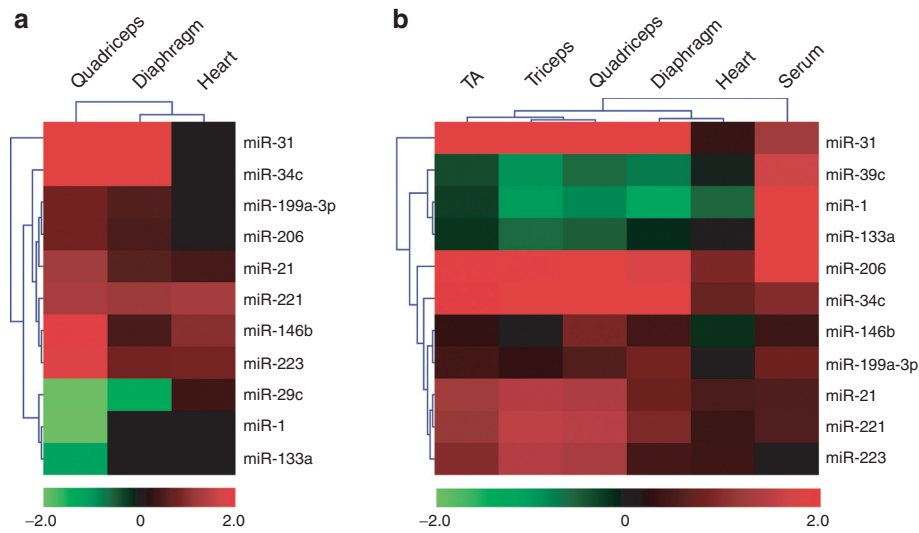 a
Quadriceps
Diaphragm
Heart
miR-31
miR-34c
miR-199a-3p
miR-206
miR-21
miR-221
miR-146b
miR-223
miR-29c
miR-1
miR-133a
−2.0 0 2.0
b
TA
Triceps
Quadriceps
Diaphragm
Heart
Serum
miR-31
miR-39c
miR-1
miR-133a
miR-206
miR-34c
miR-146b
miR-199a-3p
miR-21
miR-221
miR-223
−2.0 0 2.0